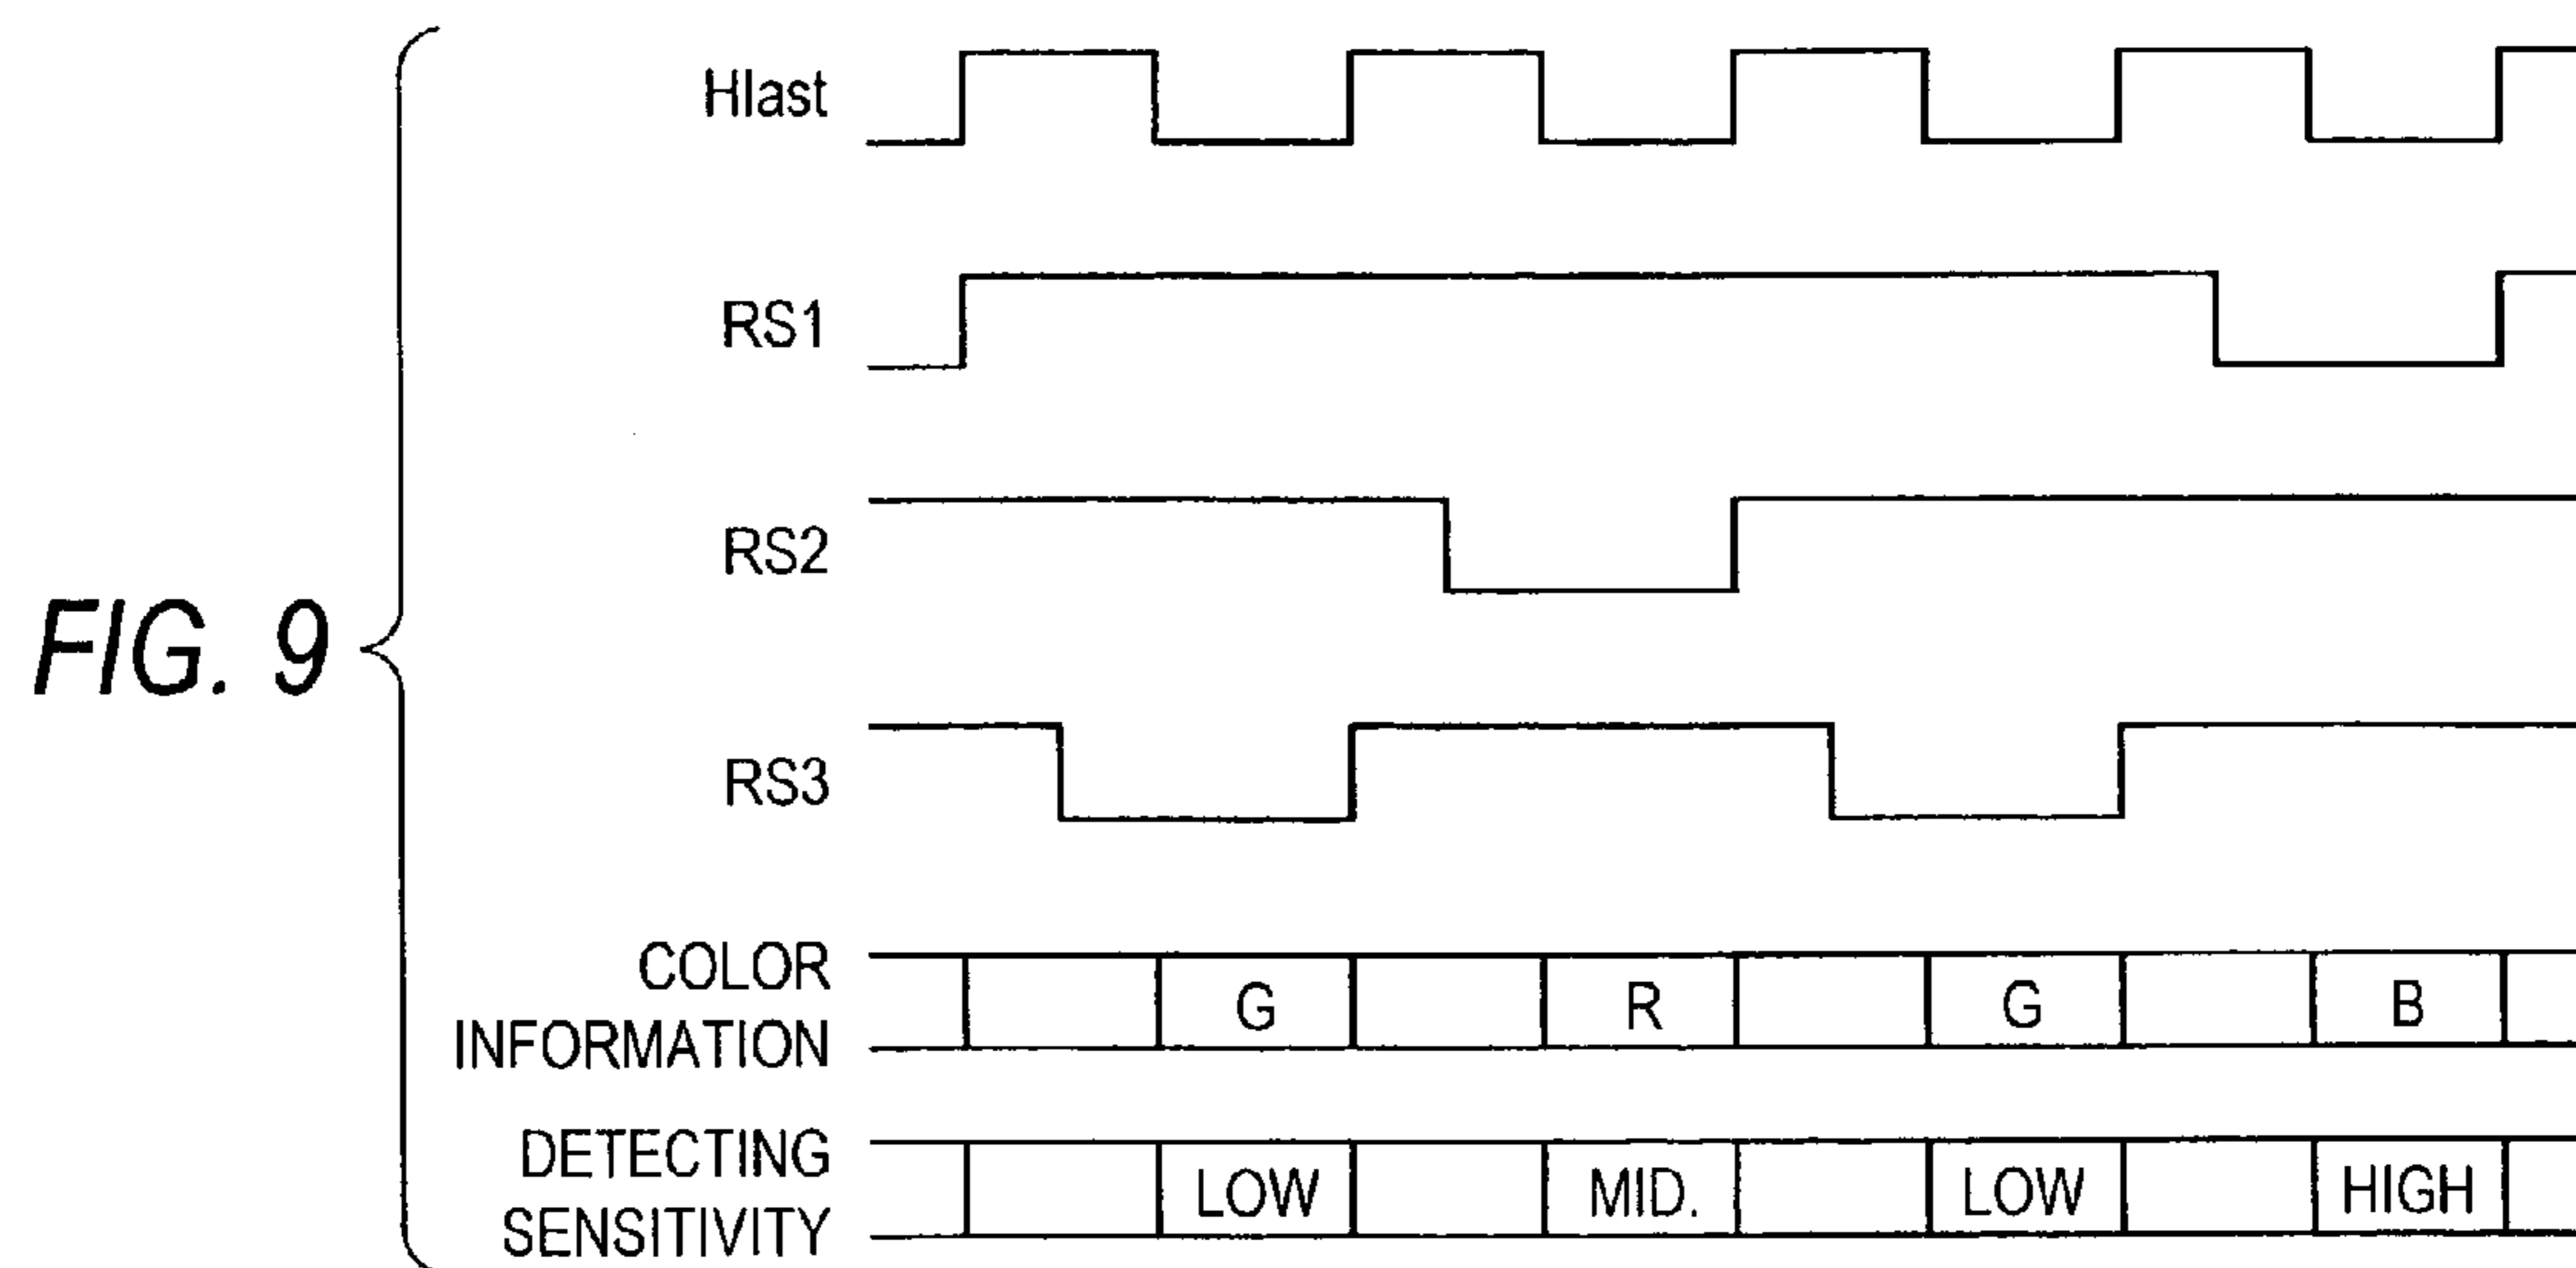 FIG. 9
Hlast
RS1
RS2
RS3
COLOR
INFORMATION
G R G B
DETECTING
SENSITIVITY
LOW MID. LOW HIGH